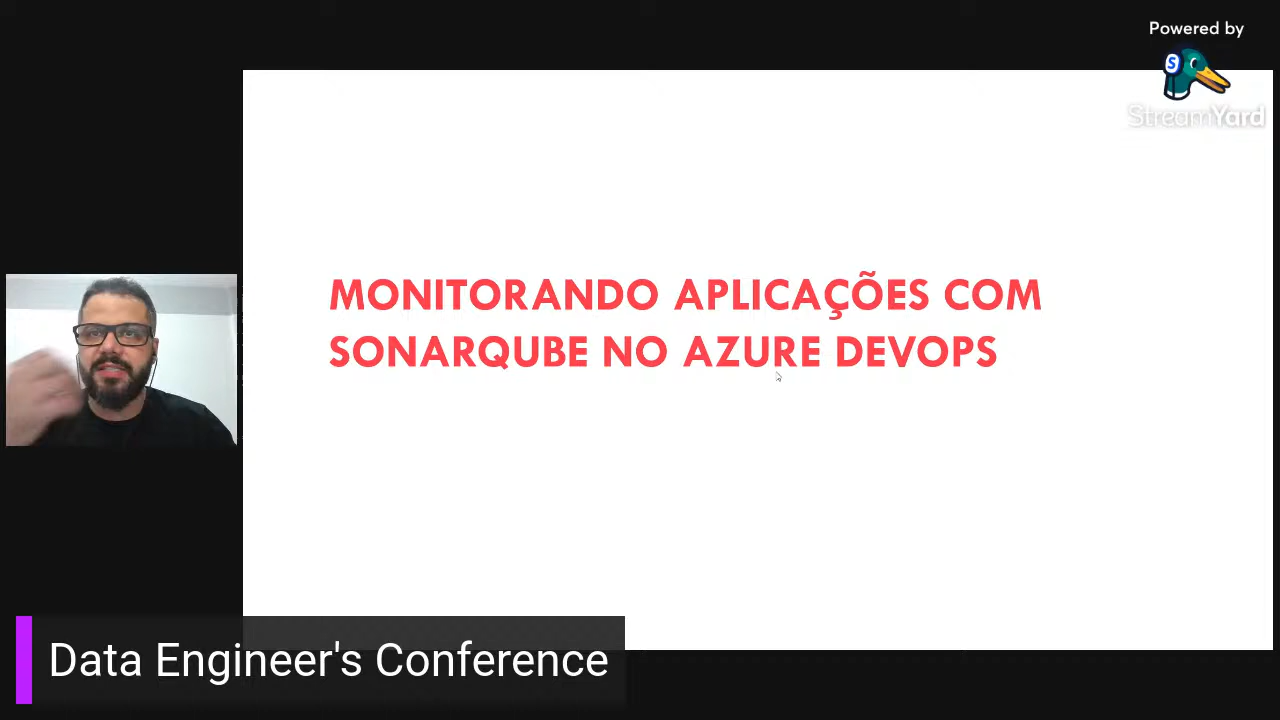 Powered by
StreamYard
MONITORANDO APLICAÇÕES COM
SONARQUBE NO AZURE DEVOPS
Data Engineer's Conference